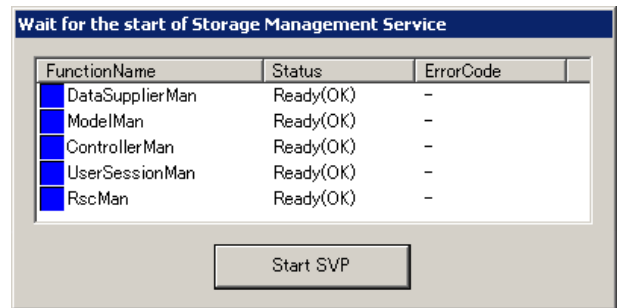 Wait for the start of Storage Management Service
FunctionName Status ErrorCode
DataSupplierMan Ready(OK) -
ModelMan Ready(OK) -
ControllerMan Ready(OK) -
UserSessionMan Ready(OK) -
RscMan Ready(OK) -
Start SVP